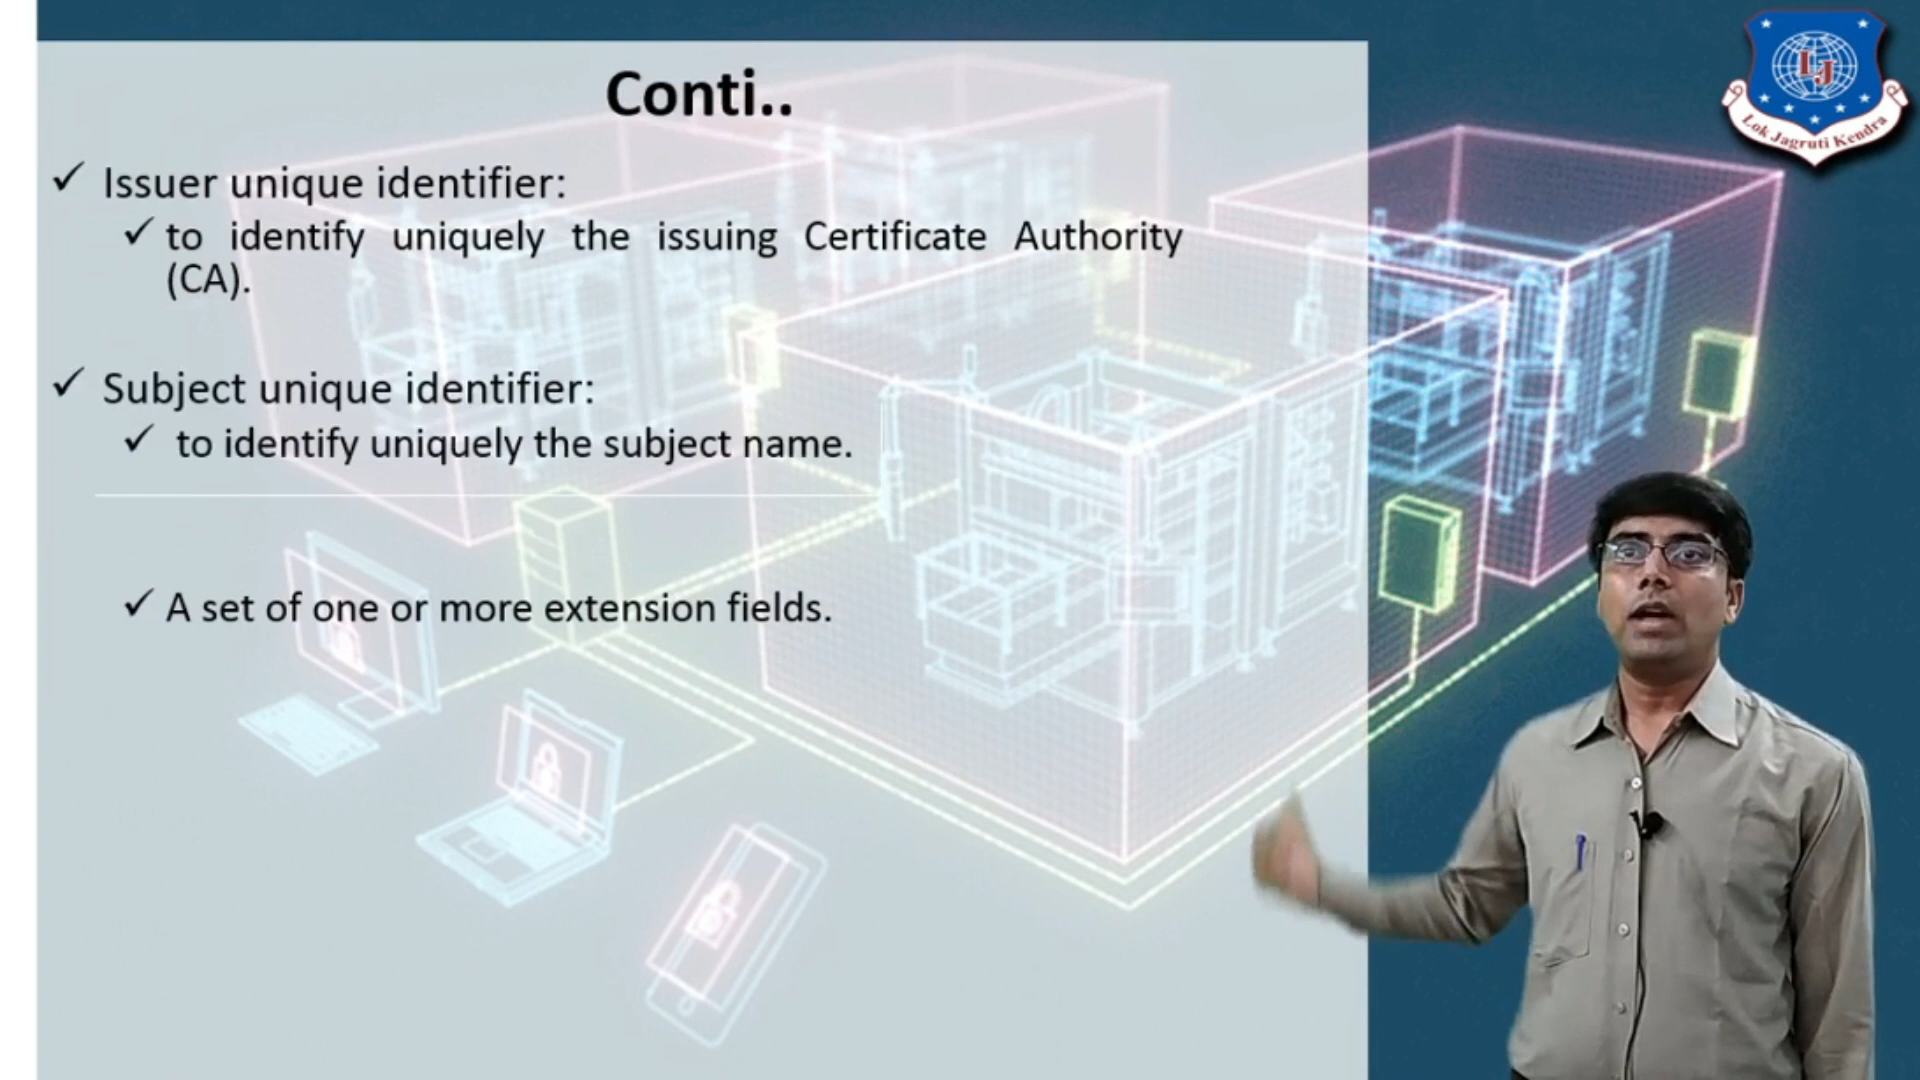 Conti..
✓ Issuer unique identifier:
✓ to identify uniquely the issuing Certificate Authority
(CA).
✓ Subject unique identifier:
✓ to identify uniquely the subject name.
✓ A set of one or more extension fields.
LJ
Lok Jagruti Kendra